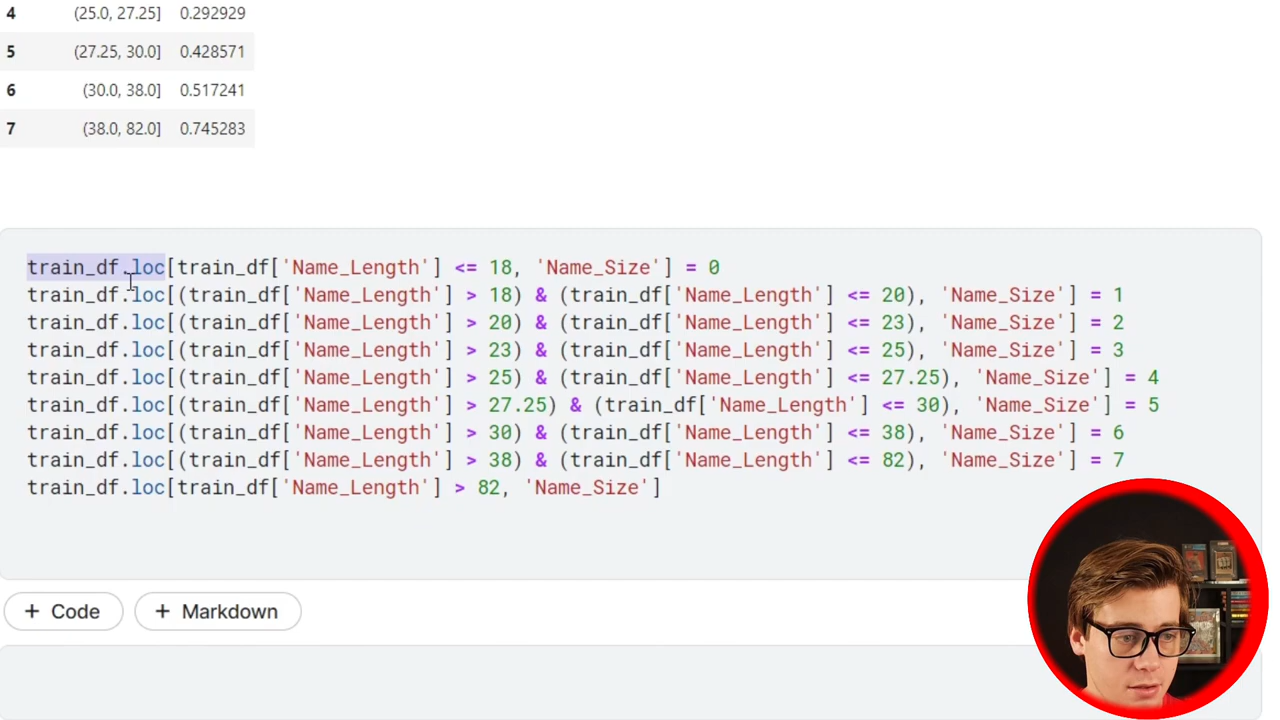 4 (25.0, 27.25] 0.292929
5 (27.25, 30.0] 0.428571
6 (30.0, 38.0] 0.517241
7 (38.0, 82.0] 0.745283
train_df.loc[train_df['Name_Length'] <= 18, 'Name_Size'] = 0
train_df.loc[(train_df['Name_Length'] > 18) & (train_df['Name_Length'] <= 20), 'Name_Size'] = 1
train_df.loc[(train_df['Name_Length'] > 20) & (train_df['Name_Length'] <= 23), 'Name_Size'] = 2
train_df.loc[(train_df['Name_Length'] > 23) & (train_df['Name_Length'] <= 25), 'Name_Size'] = 3
train_df.loc[(train_df['Name_Length'] > 25) & (train_df['Name_Length'] <= 27.25), 'Name_Size'] = 4
train_df.loc[(train_df['Name_Length'] > 27.25) & (train_df['Name_Length'] <= 30), 'Name_Size'] = 5
train_df.loc[(train_df['Name_Length'] > 30) & (train_df['Name_Length'] <= 38), 'Name_Size'] = 6
train_df.loc[(train_df['Name_Length'] > 38) & (train_df['Name_Length'] <= 82), 'Name_Size'] = 7
train_df.loc[train_df['Name_Length'] > 82, 'Name_Size']
+ Code + Markdown